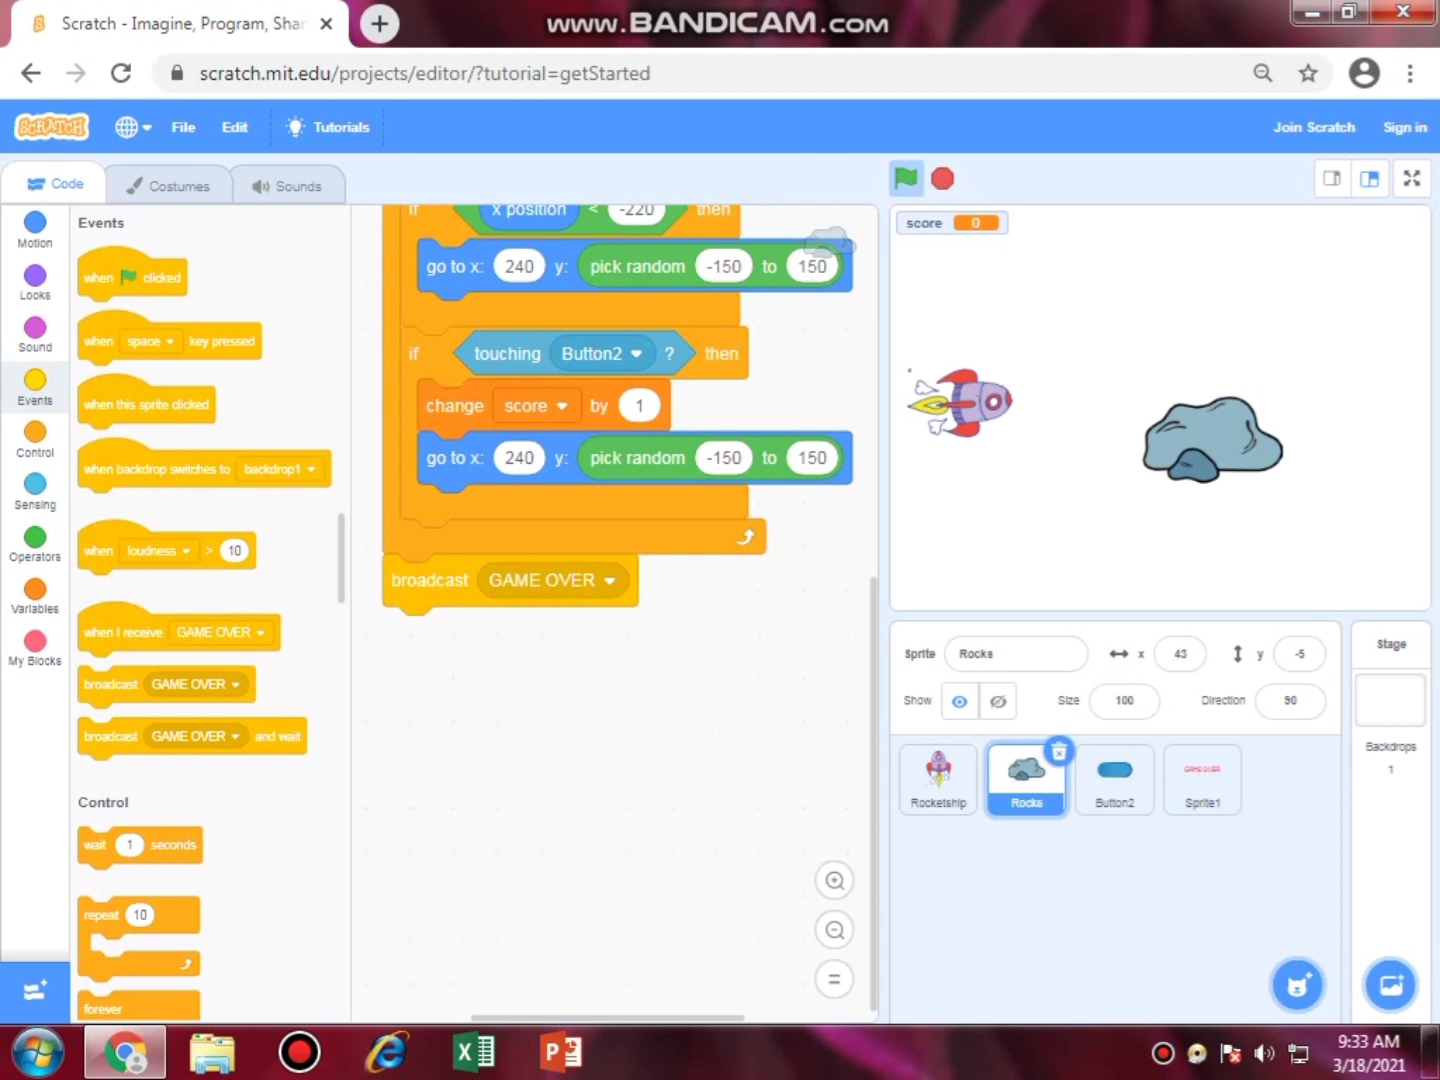 www.BANDICAM.com
Scratch - Imagine, Program, Shar
scratch.mit.edu/projects/editor/?tutorial=getStarted
SCRATCH
File
Edit
Tutorials
Join Scratch
Sign in
Code
Costumes
Sounds
Motion
Looks
Sound
Events
Control
Sensing
Operators
Variables
My Blocks
Events
when clicked
when space key pressed
when this sprite clicked
when backdrop switches to backdrop1
when loudness > 10
when I receive GAME OVER
broadcast GAME OVER
broadcast GAME OVER and wait
Control
wait 1 seconds
repeat 10
forever
if x position < -220 then
go to x: 240 y: pick random -150 to 150
if touching Button2 ? then
change score by 1
go to x: 240 y: pick random -150 to 150
broadcast GAME OVER
score 0
Sprite Rocks x 43 y -5
Show Size 100 Direction 90
Rocketship
Rocks
Button2
GAME OVER
Sprite1
Stage
Backdrops
1
9:33 AM
3/18/2021